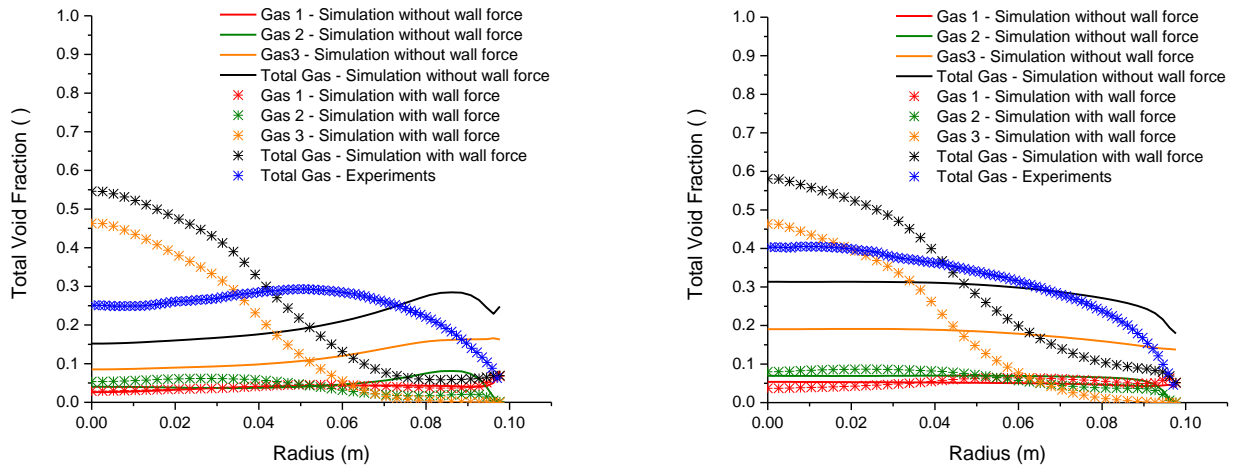 Gas 1 - Simulation without wall force
Gas 2 - Simulation without wall force
Gas3 - Simulation without wall force
Total Gas - Simulation without wall force
Gas 1 - Simulation with wall force
Gas 2 - Simulation with wall force
Gas 3 - Simulation with wall force
Total Gas - Simulation with wall force
Total Gas - Experiments
Total Void Fraction ( )
1.0
0.9
0.8
0.7
0.6
0.5
0.4
0.3
0.2
0.1
0.0
0.00 0.02 0.04 0.06 0.08 0.10
Radius (m)
Gas 1 - Simulation without wall force
Gas 2 - Simulation without wall force
Gas3 - Simulation without wall force
Total Gas - Simulation without wall force
Gas 1 - Simulation with wall force
Gas 2 - Simulation with wall force
Gas 3 - Simulation with wall force
Total Gas - Simulation with wall force
Total Gas - Experiments
Total Void Fraction ( )
1.0
0.9
0.8
0.7
0.6
0.5
0.4
0.3
0.2
0.1
0.0
0.00 0.02 0.04 0.06 0.08 0.10
Radius (m)